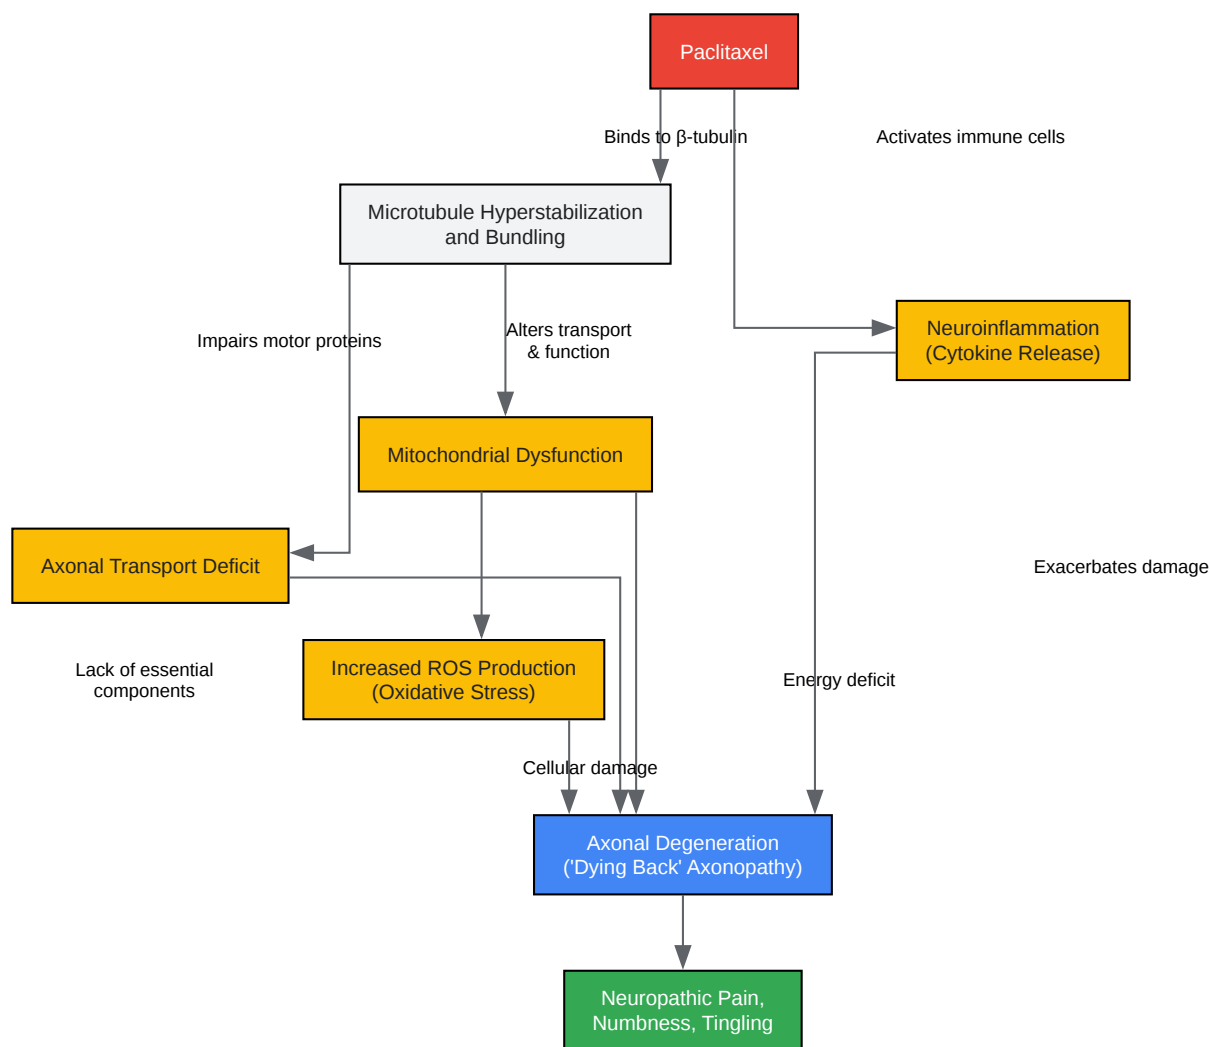 Paclitaxel
Binds to β-tubulin
Activates immune cells
Microtubule Hyperstabilization
and Bundling
Impairs motor proteins
Alters transport
& function
Neuroinflammation
(Cytokine Release)
Mitochondrial Dysfunction
Axonal Transport Deficit
Exacerbates damage
Lack of essential
components
Increased ROS Production
(Oxidative Stress)
Energy deficit
Cellular damage
Axonal Degeneration
('Dying Back' Axonopathy)
Neuropathic Pain,
Numbness, Tingling